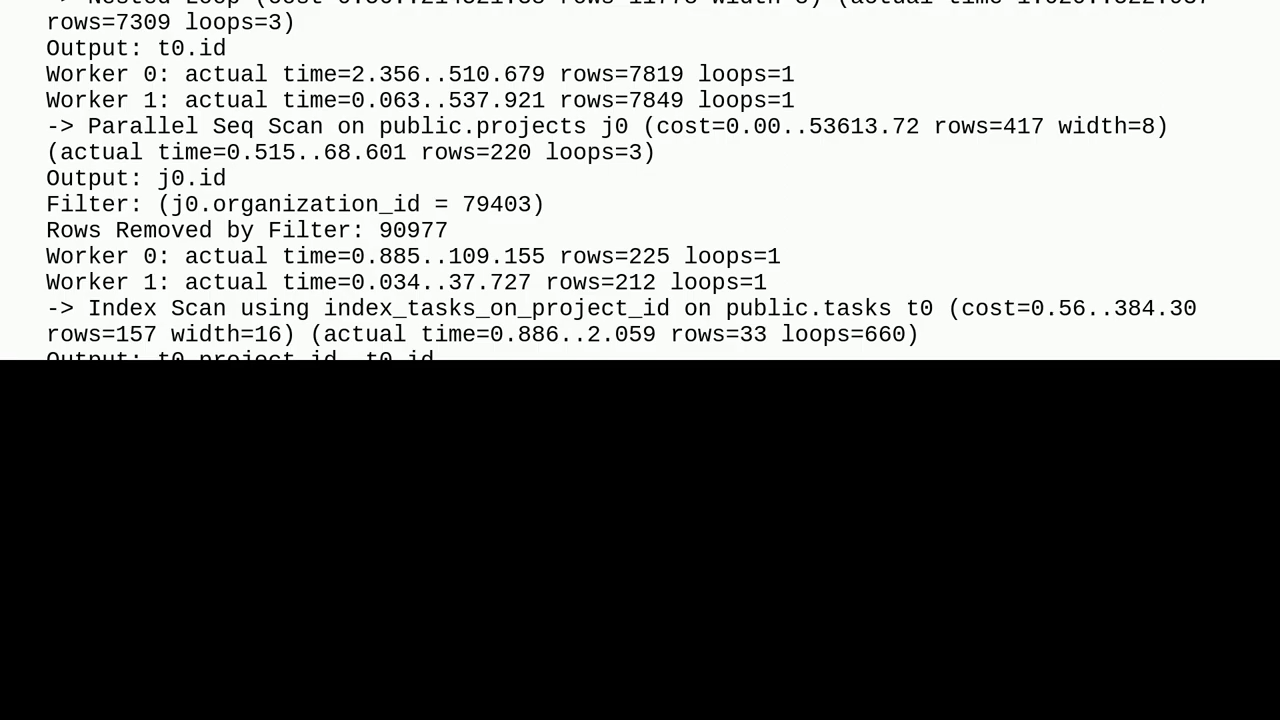 rows=7309 loops=3)
Output: t0.id
Worker 0: actual time=2.356..510.679 rows=7819 loops=1
Worker 1: actual time=0.063..537.921 rows=7849 loops=1
-> Parallel Seq Scan on public.projects j0 (cost=0.00..53613.72 rows=417 width=8)
(actual time=0.515..68.601 rows=220 loops=3)
Output: j0.id
Filter: (j0.organization_id = 79403)
Rows Removed by Filter: 90977
Worker 0: actual time=0.885..109.155 rows=225 loops=1
Worker 1: actual time=0.034..37.727 rows=212 loops=1
-> Index Scan using index_tasks_on_project_id on public.tasks t0 (cost=0.56..384.30
rows=157 width=16) (actual time=0.886..2.059 rows=33 loops=660)
Output: t0.project_id, t0.id